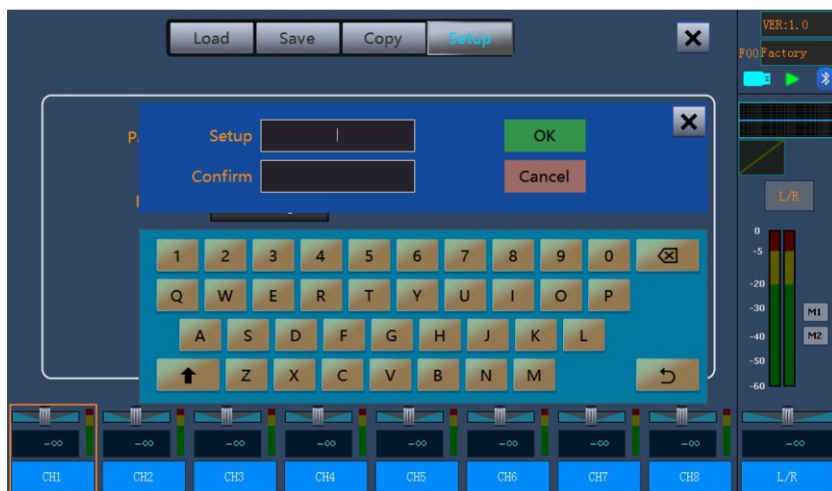 Load Save Copy Setup
VER:1.0
F00 Factory
Setup
OK
Confirm
Cancel
L/R
1 2 3 4 5 6 7 8 9 0
Q W E R T Y U I O P
A S D F G H J K L
Z X C V B N M
0
-5
-20
-30
M1
-40
M2
-50
-60
-∞ -∞ -∞ -∞ -∞ -∞ -∞ -∞ -∞
CH1 CH2 CH3 CH4 CH5 CH6 CH7 CH8 L/R